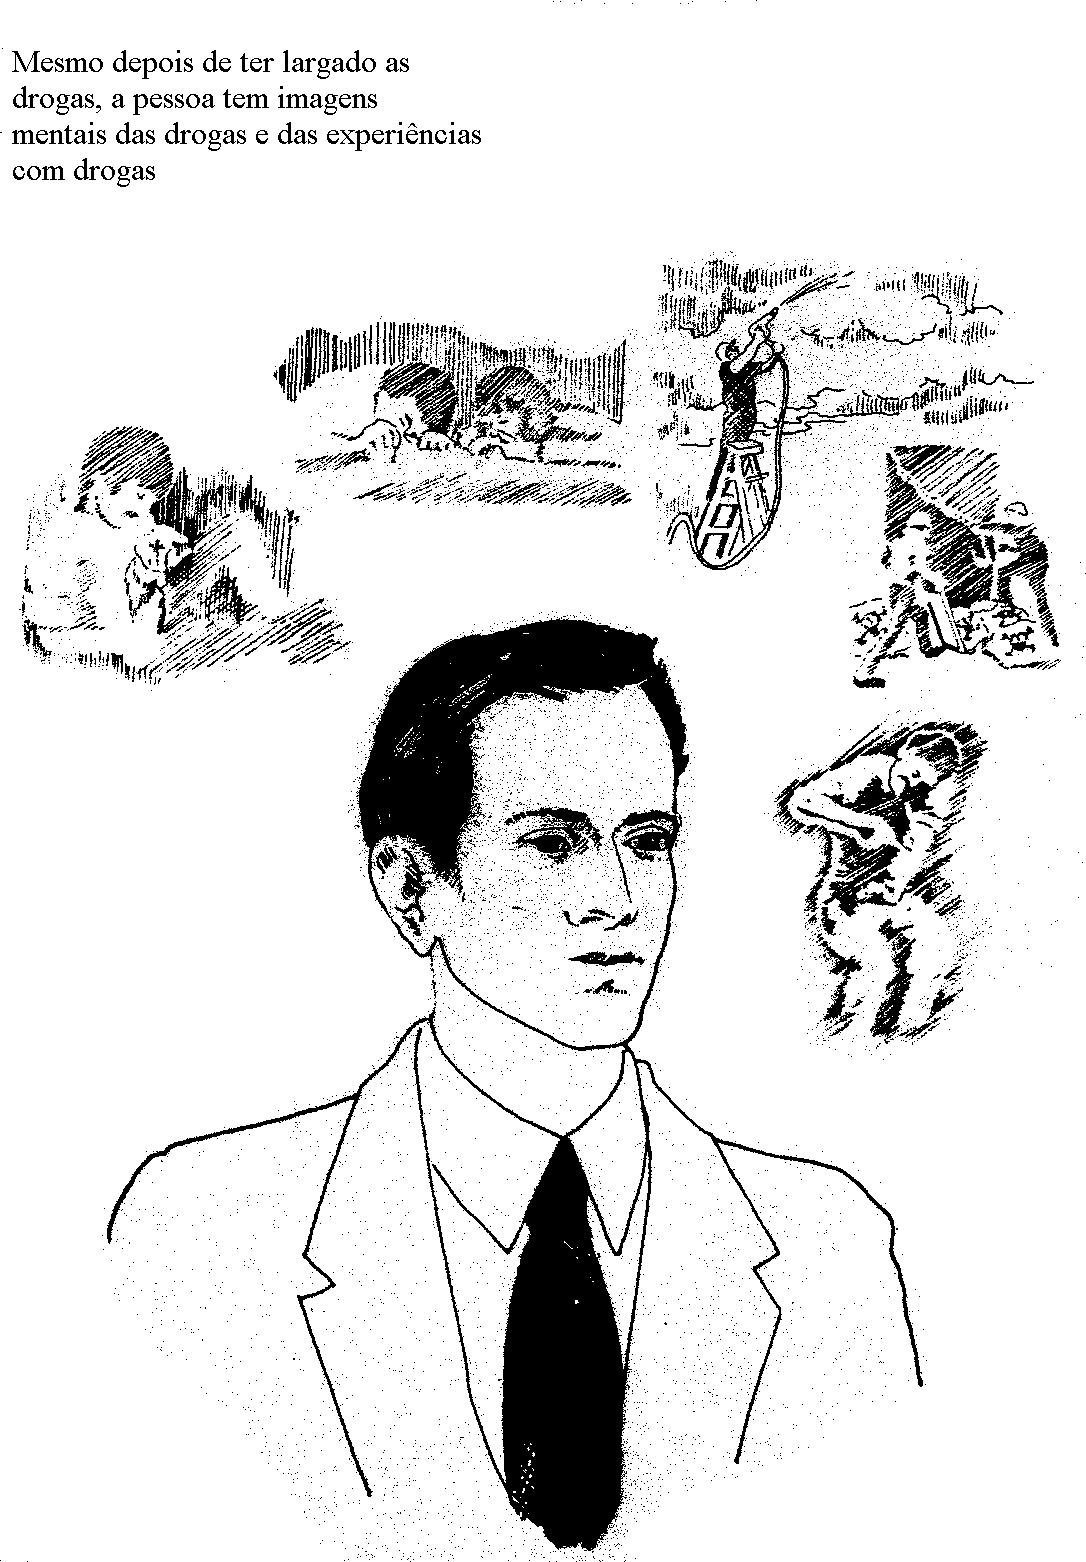 Mesmo depois de ter largado as
drogas, a pessoa tem imagens
mentais das drogas e das experiências
com drogas